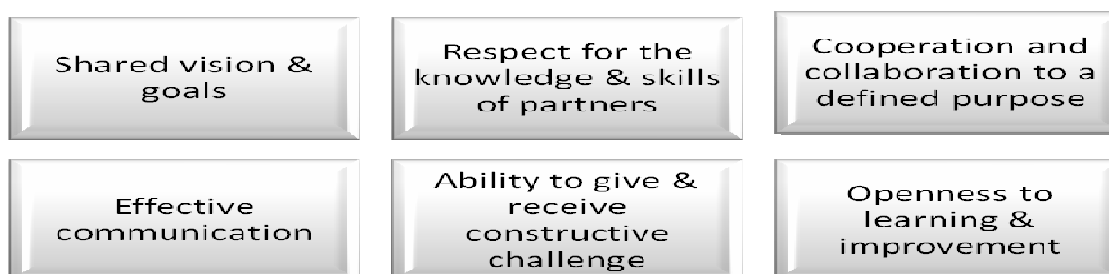 Shared vision &
goals
Respect for the
knowledge & skills
of partners
Cooperation and
collaboration to a
defined purpose
Effective
communication
Ability to give &
receive
constructive
challenge
Openness to
learning &
improvement